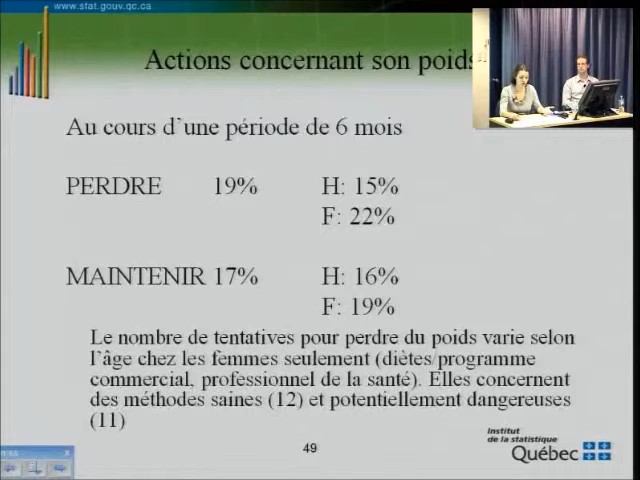 www.stat.gouv.qc.ca
Actions concernant son poids
Au cours d'une période de 6 mois
PERDRE 19% H: 15%
F: 22%
MAINTENIR 17% H: 16%
F: 19%
Le nombre de tentatives pour perdre du poids varie selon
l'âge chez les femmes seulement (diètes/programme
commercial, professionnel de la santé). Elles concernent
des méthodes saines (12) et potentiellement dangereuses
(11)
49
Institut
de la statistique
Québec